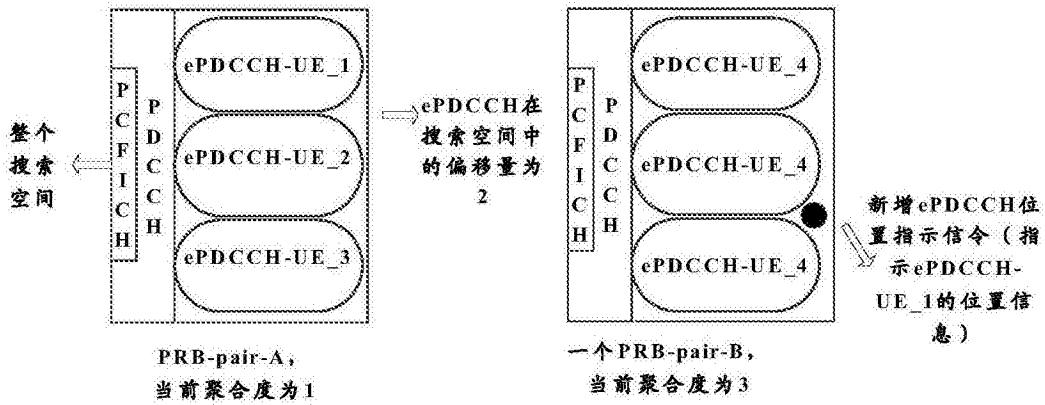 整个
搜索
空间
PCFICH
PDCCH
ePDCCH-UE_1
ePDCCH-UE_2
ePDCCH-UE_3
ePDCCH在
搜索空间中
的偏移量为
2
PRB-pair-A，
当前聚合度为1
PCFICH
PDCCH
ePDCCH-UE_4
ePDCCH-UE_4
ePDCCH-UE_4
新增ePDCCH位
置指示信令（指
示ePDCCH-
UE_1的位置信
息）
一个PRB-pair-B，
当前聚合度为3